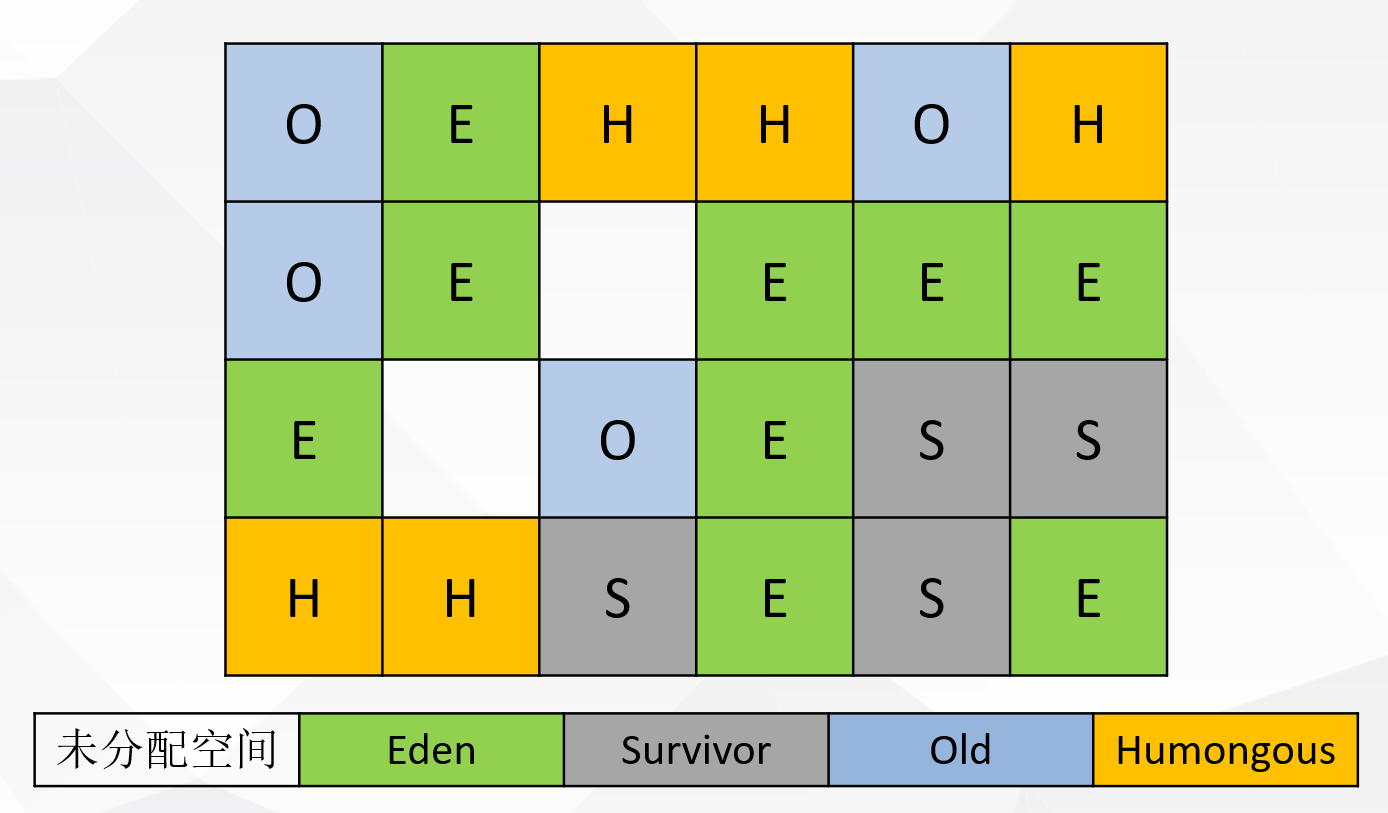 O E H H O H
O E E E E
E O E S S
H H S E S E
未分配空间 Eden Survivor Old Humongous